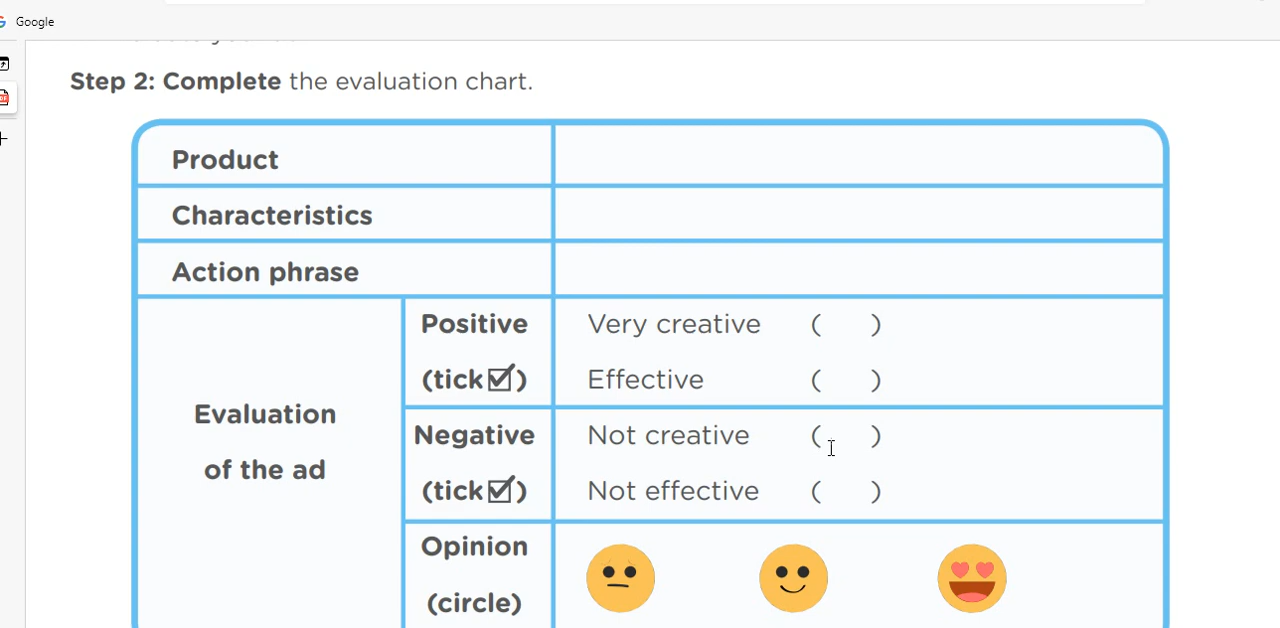 Google
Step 2: Complete the evaluation chart.
Product
Characteristics
Action phrase
Evaluation
of the ad
Positive
(tick☑)
Very creative ( )
Effective ( )
Negative
(tick☑)
Not creative ( )
Not effective ( )
Opinion
(circle)